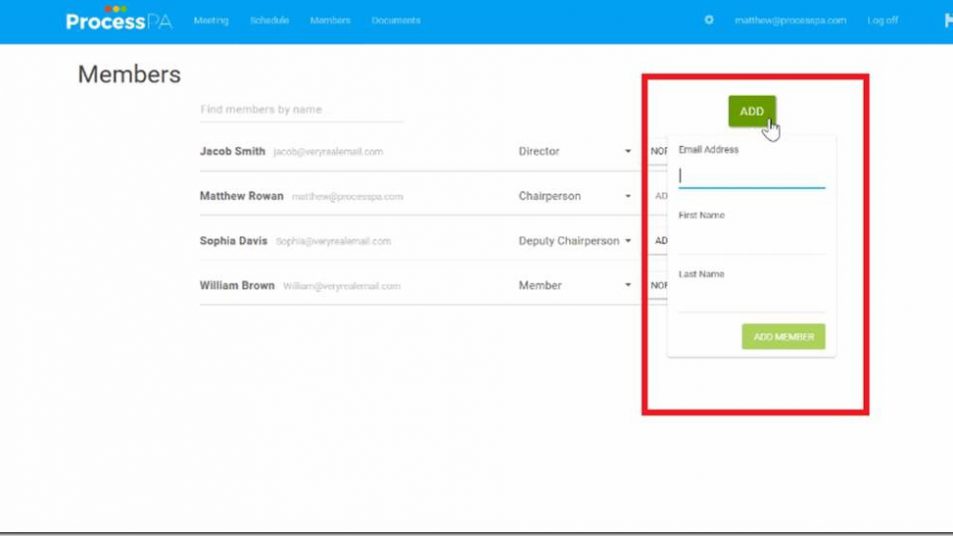 ProcessPA Meeting Schedule Members Documents matthew@processpa.com Log off
Members
Find members by name
ADD
Jacob Smith jacob@veryrealemail.com Director
Email Address
Matthew Rowan matthew@processpa.com Chairperson AD
First Name
Sophia Davis Sophia@veryrealemail.com Deputy Chairperson AD
Last Name
William Brown William@veryrealemail.com Member
ADD MEMBER